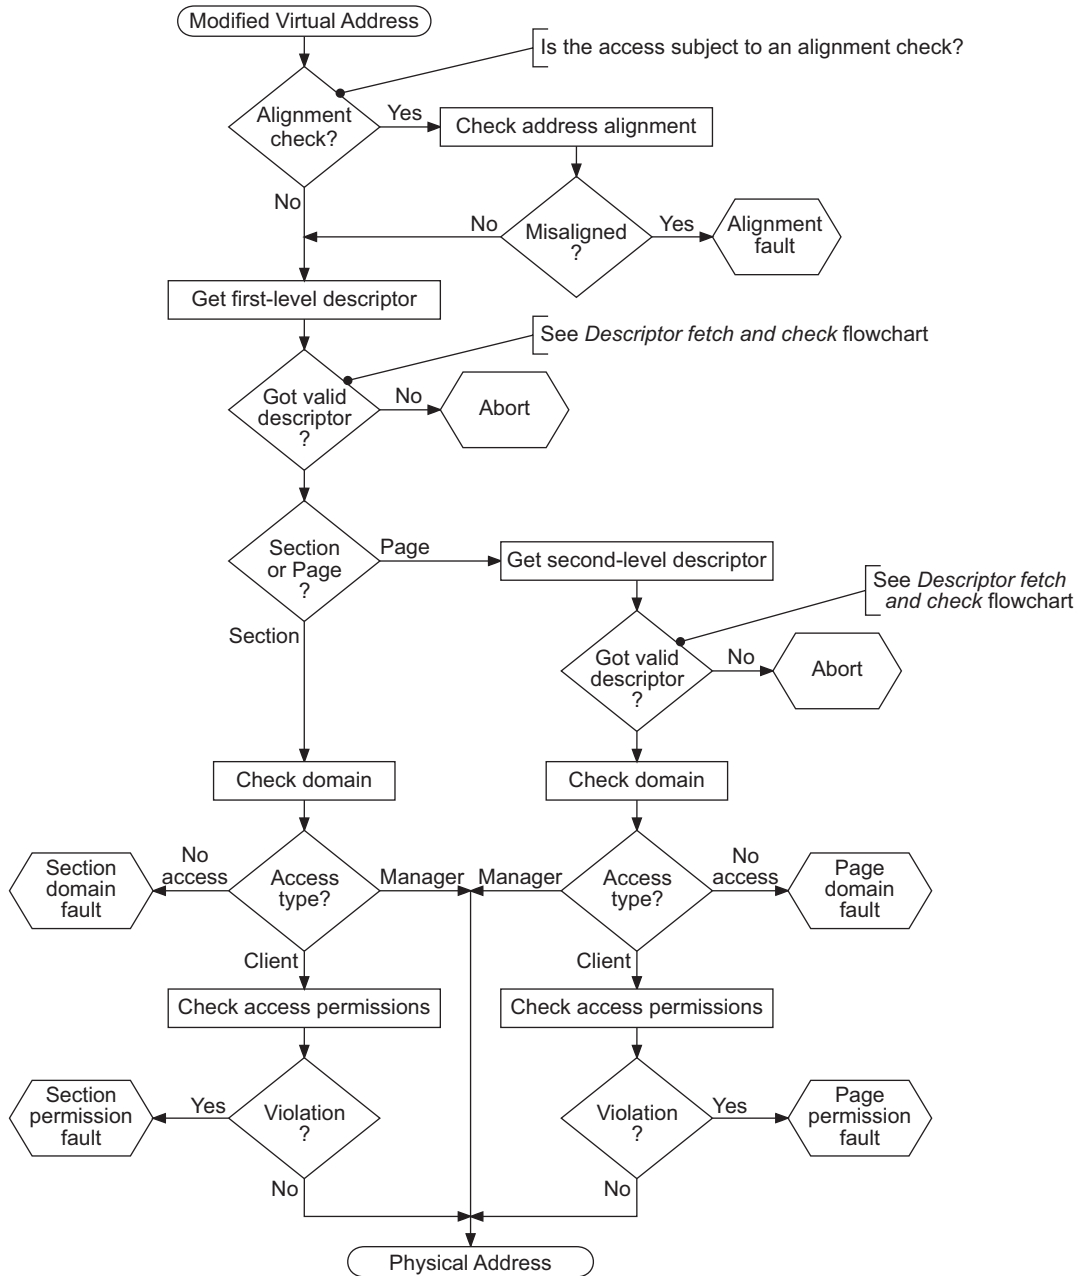 Modified Virtual Address
Is the access subject to an alignment check?
Alignment
check?
Yes
Check address alignment
No
No
Misaligned
?
Yes
Alignment
fault
Get first-level descriptor
See Descriptor fetch and check flowchart
Got valid
descriptor
?
No
Abort
Section
or Page
?
Page
Get second-level descriptor
See Descriptor fetch
and check flowchart
Section
Got valid
descriptor
?
No
Abort
Check domain
Check domain
Section
domain
fault
No
access
Access
type?
Manager
Manager
Access
type?
No
access
Page
domain
fault
Client
Client
Check access permissions
Check access permissions
Section
permission
fault
Yes
Violation
?
Violation
?
Yes
Page
permission
fault
No
No
Physical Address